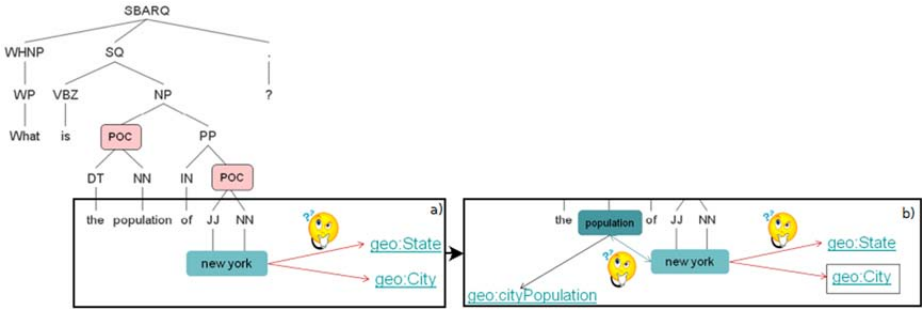 SBARQ
WHNP SQ .
WP VBZ NP ?
What is POC PP
DT NN IN POC
the population of JJ NN a)
new york
geo:State
geo:City
the population of JJ NN b)
new york
geo:State
geo:City
geo:cityPopulation